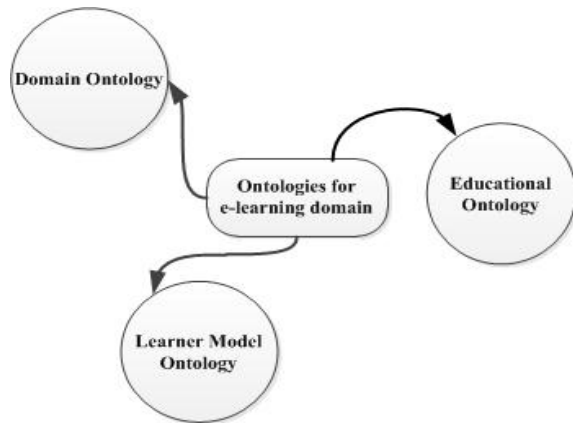 Domain Ontology
Ontologies for
e-learning domain
Educational
Ontology
Learner Model
Ontology